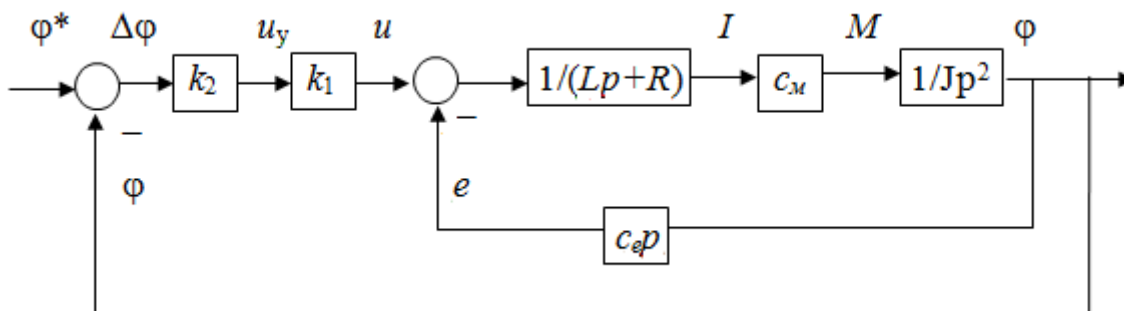 φ* Δφ u_y u I M φ
k₂ k₁ 1/(Lp+R) c_м 1/Jp²
− −
φ e
c_e p